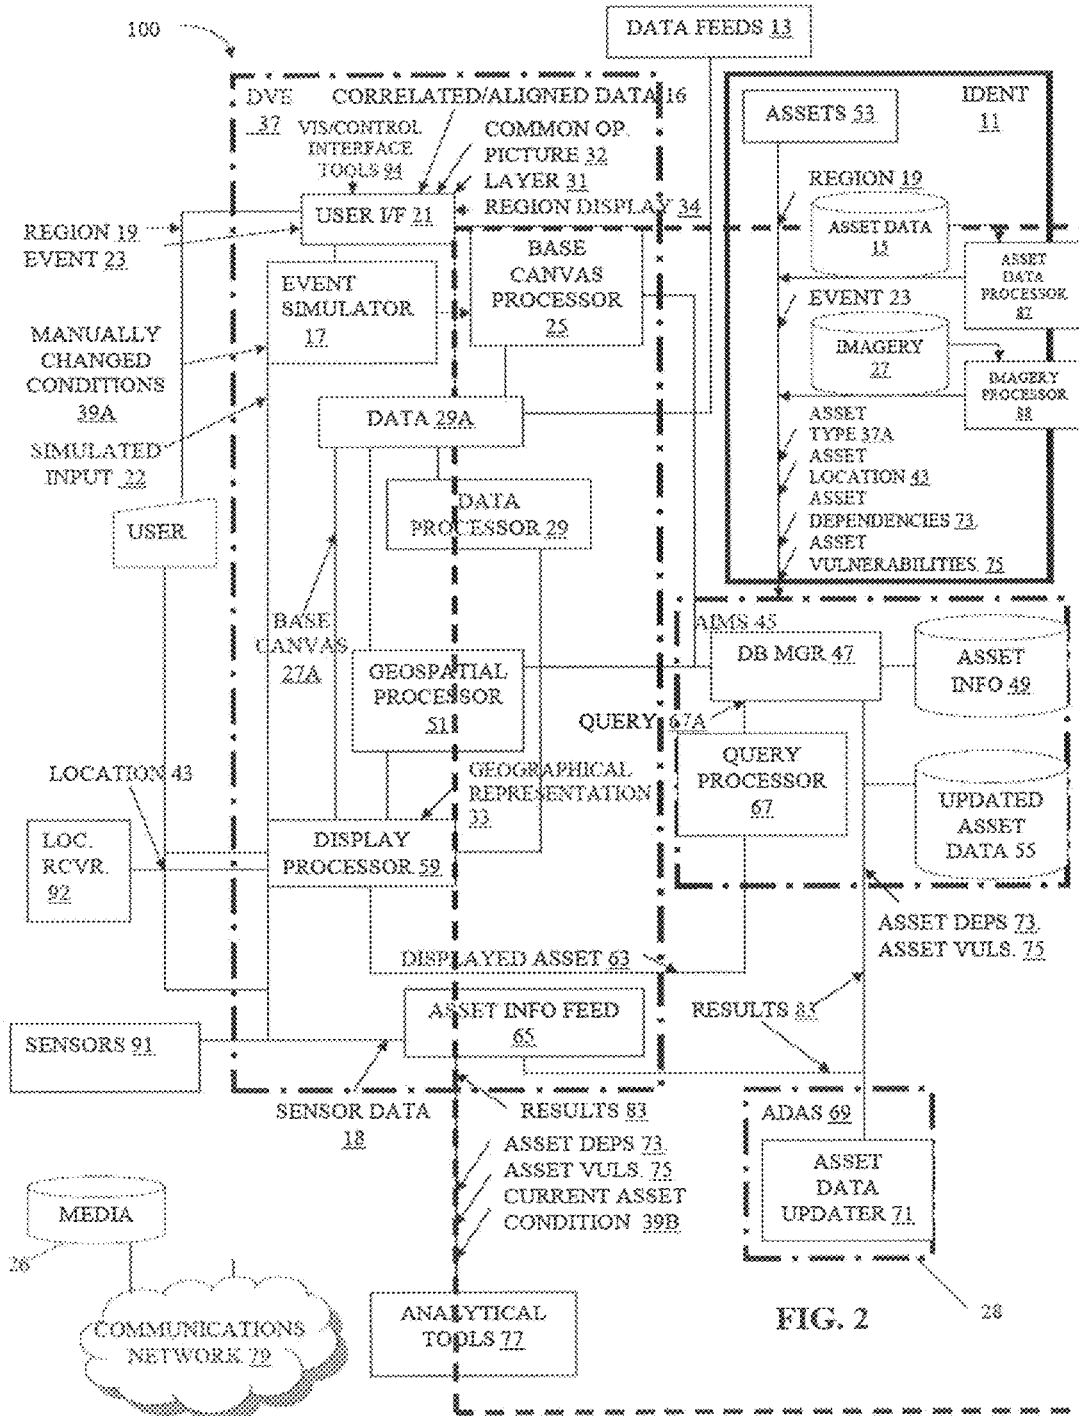 100
DATA FEEDS 13
DVE
37
CORRELATED/ALIGNED DATA 16
VIS/CONTROL
INTERFACE
TOOLS 94
COMMON OP.
PICTURE 32
LAYER 31
REGION DISPLAY 34
USER I/F 21
REGION 19
EVENT 23
EVENT
SIMULATOR
17
BASE
CANVAS
PROCESSOR
25
MANUALLY
CHANGED
CONDITIONS
39A
SIMULATED
INPUT 22
DATA 29A
USER
DATA
PROCESSOR 29
BASE
CANVAS
27A
GEOSPATIAL
PROCESSOR
51
GEOGRAPHICAL
REPRESENTATION
33
LOCATION 43
LOC.
RCVR.
92
DISPLAY
PROCESSOR 59
DISPLAYED ASSET 63
ASSET INFO FEED
65
SENSORS 91
SENSOR DATA
18
IDENT
11
ASSETS 53
REGION 19
ASSET DATA
15
ASSET
DATA
PROCESSOR
82
EVENT 23
IMAGERY
27
IMAGERY
PROCESSOR
88
ASSET
TYPE 37A
ASSET
LOCATION 43
ASSET
DEPENDENCIES 73
ASSET
VULNERABILITIES 75
AIMS 45
DB MGR 47
ASSET
INFO 49
QUERY 67A
QUERY
PROCESSOR
67
UPDATED
ASSET
DATA 55
ASSET DEPS 73
ASSET VULS. 75
RESULTS 83
RESULTS 83
ASSET DEPS 73
ASSET VULS. 75
CURRENT ASSET
CONDITION 39B
ADAS 69
ASSET
DATA
UPDATER 71
28
MEDIA
26
COMMUNICATIONS
NETWORK 79
ANALYTICAL
TOOLS 77
FIG. 2